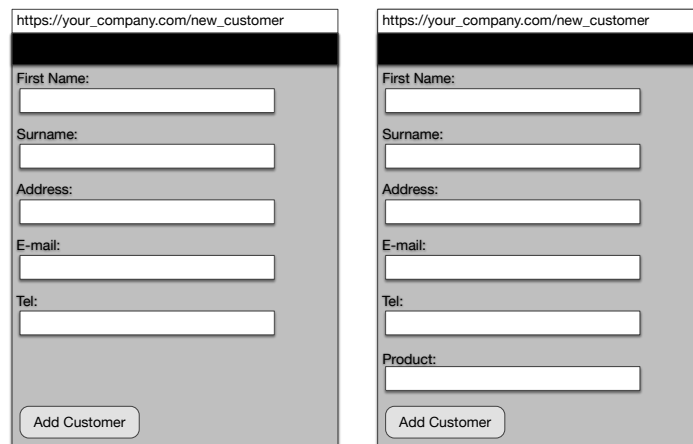 https://your_company.com/new_customer
First Name:
Surname:
Address:
E-mail:
Tel:
Add Customer
https://your_company.com/new_customer
First Name:
Surname:
Address:
E-mail:
Tel:
Product:
Add Customer